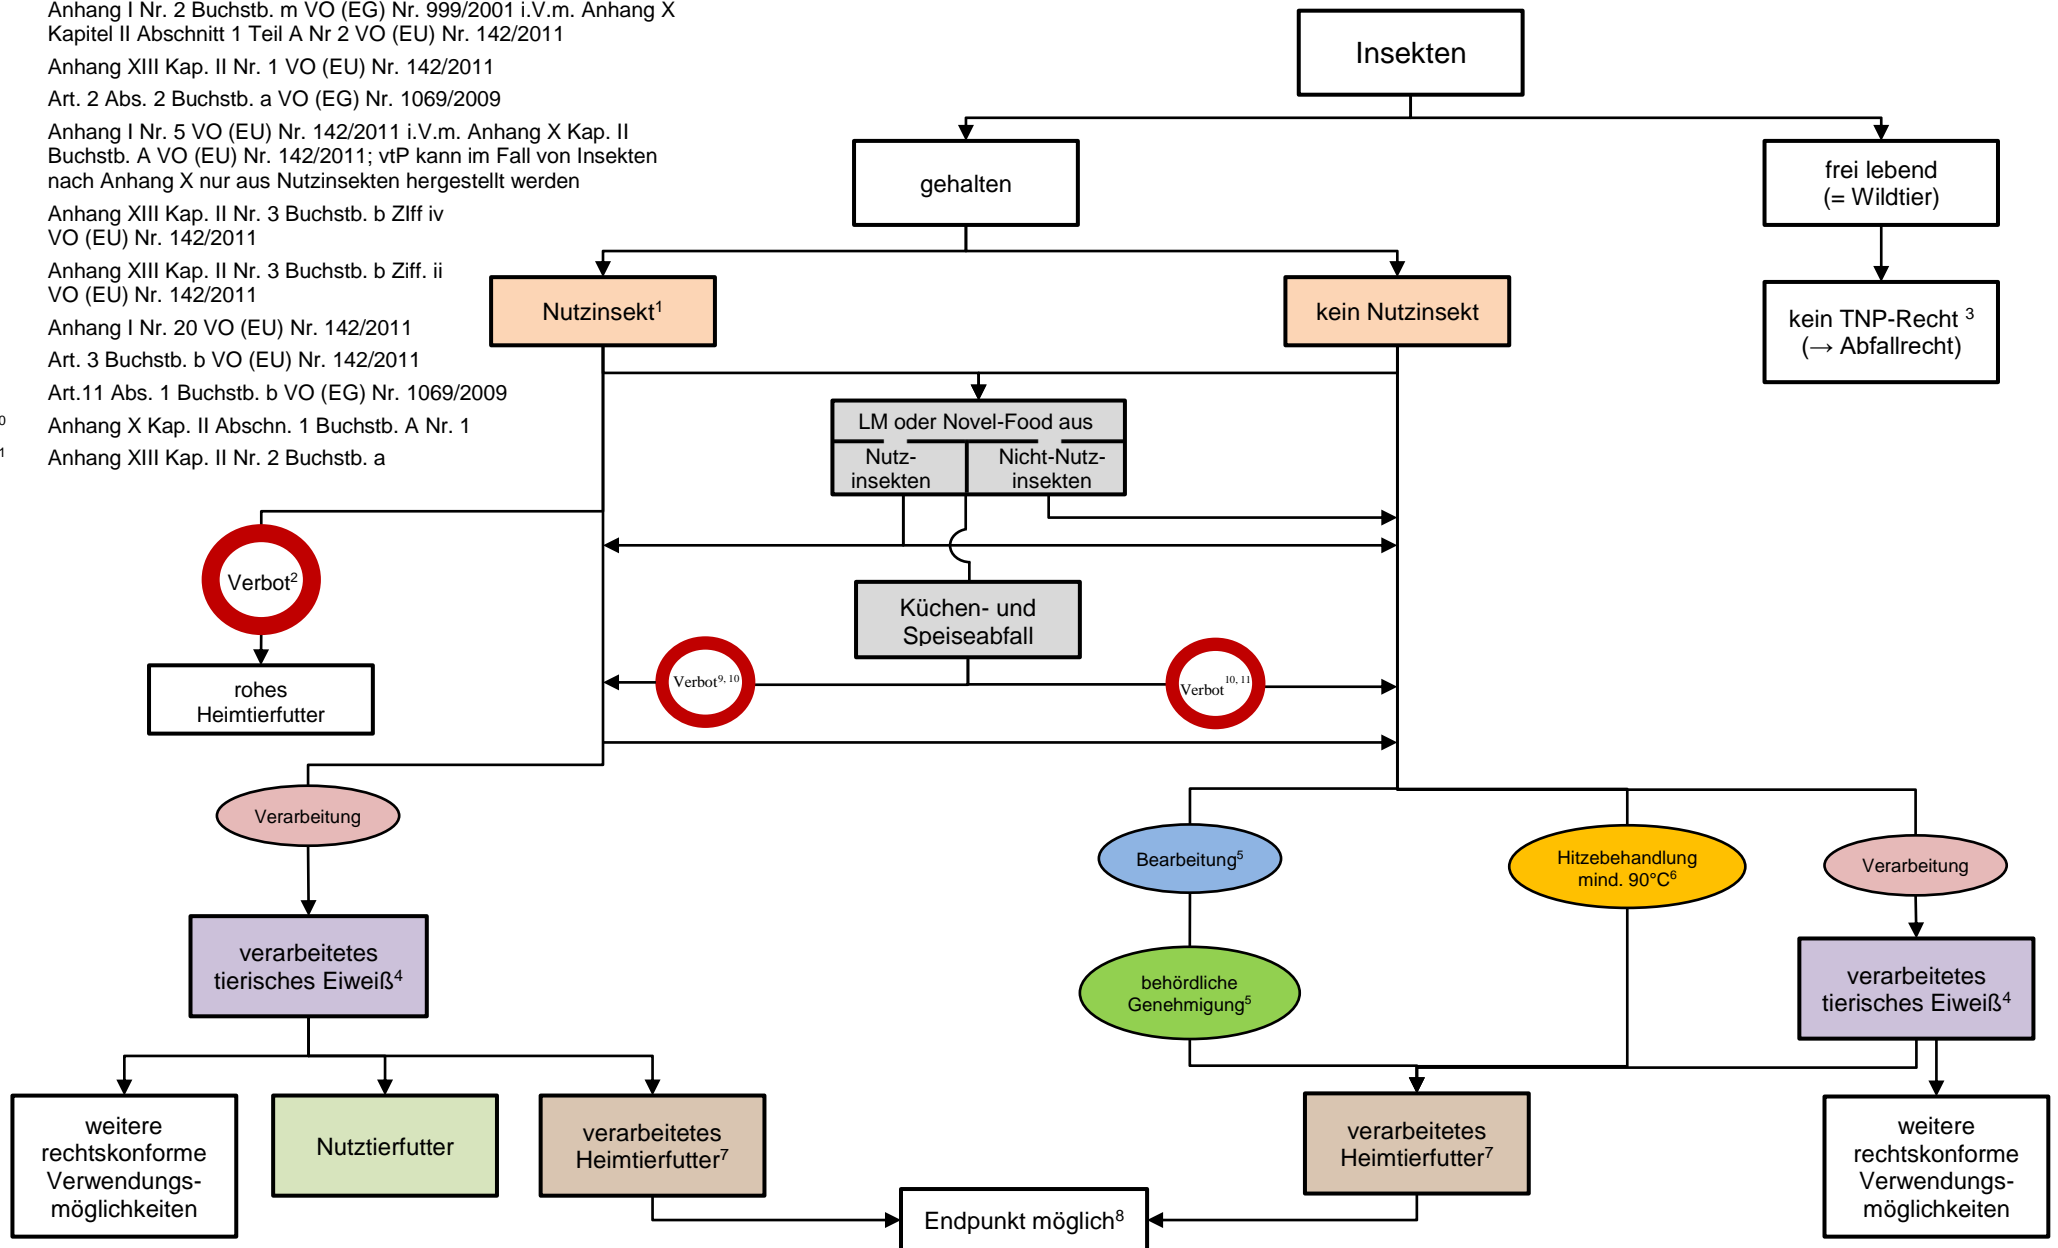 Anhang I Nr. 2 Buchstb. m VO (EG) Nr. 999/2001 i.V.m. Anhang X
Kapitel II Abschnitt 1 Teil A Nr 2 VO (EU) Nr. 142/2011
Anhang XIII Kap. II Nr. 1 VO (EU) Nr. 142/2011
Art. 2 Abs. 2 Buchstb. a VO (EG) Nr. 1069/2009
Anhang I Nr. 5 VO (EU) Nr. 142/2011 i.V.m. Anhang X Kap. II
Buchstb. A VO (EU) Nr. 142/2011; vtP kann im Fall von Insekten
nach Anhang X nur aus Nutzinsekten hergestellt werden
Anhang XIII Kap. II Nr. 3 Buchstb. b ZIff iv
VO (EU) Nr. 142/2011
Anhang XIII Kap. II Nr. 3 Buchstb. b Ziff. ii
VO (EU) Nr. 142/2011
Anhang I Nr. 20 VO (EU) Nr. 142/2011
Art. 3 Buchstb. b VO (EU) Nr. 142/2011
Art.11 Abs. 1 Buchstb. b VO (EG) Nr. 1069/2009
0 Anhang X Kap. II Abschn. 1 Buchstb. A Nr. 1
1 Anhang XIII Kap. II Nr. 2 Buchstb. a
Insekten
gehalten
frei lebend
(= Wildtier)
Nutzinsekt¹
kein Nutzinsekt
kein TNP-Recht ³
(→ Abfallrecht)
LM oder Novel-Food aus
Nutz-
insekten
Nicht-Nutz-
insekten
Verbot²
Küchen- und
Speiseabfall
rohes
Heimtierfutter
Verbot⁹, ¹⁰
Verbot¹⁰, ¹¹
Verarbeitung
Bearbeitung⁵
Hitzebehandlung
mind. 90°C⁶
Verarbeitung
verarbeitetes
tierisches Eiweiß⁴
behördliche
Genehmigung⁵
verarbeitetes
tierisches Eiweiß⁴
weitere
rechtskonforme
Verwendungs-
möglichkeiten
Nutztierfutter
verarbeitetes
Heimtierfutter⁷
verarbeitetes
Heimtierfutter⁷
weitere
rechtskonforme
Verwendungs-
möglichkeiten
Endpunkt möglich⁸